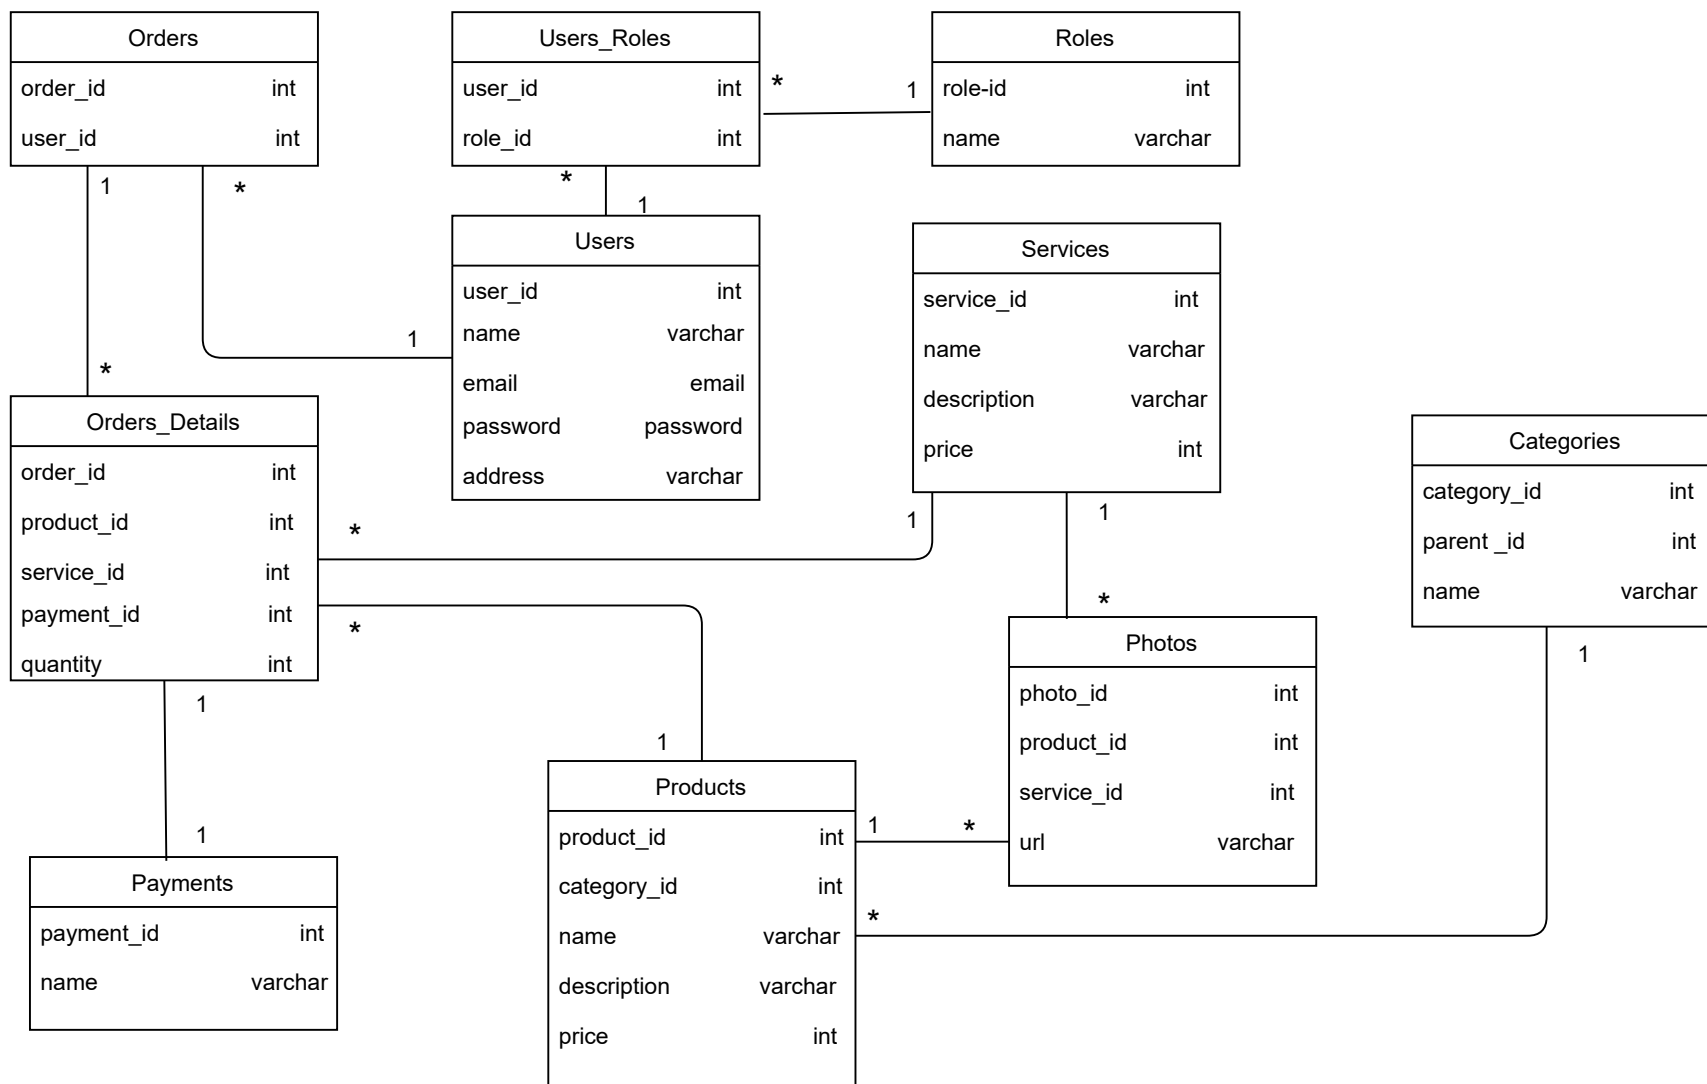 Orders
order_id int
user_id int
1
*
Users_Roles
user_id int
role_id int
*
1
*
1
Roles
role-id int
name varchar
Users
user_id int
name varchar
email email
password password
address varchar
1
Services
service_id int
name varchar
description varchar
price int
1
1
*
Orders_Details
order_id int
product_id int
service_id int
payment_id int
quantity int
*
*
*
1
Categories
category_id int
parent _id int
name varchar
1
Photos
photo_id int
product_id int
service_id int
url varchar
1
1
Payments
payment_id int
name varchar
Products
product_id int
category_id int
name varchar
description varchar
price int
1 *
*